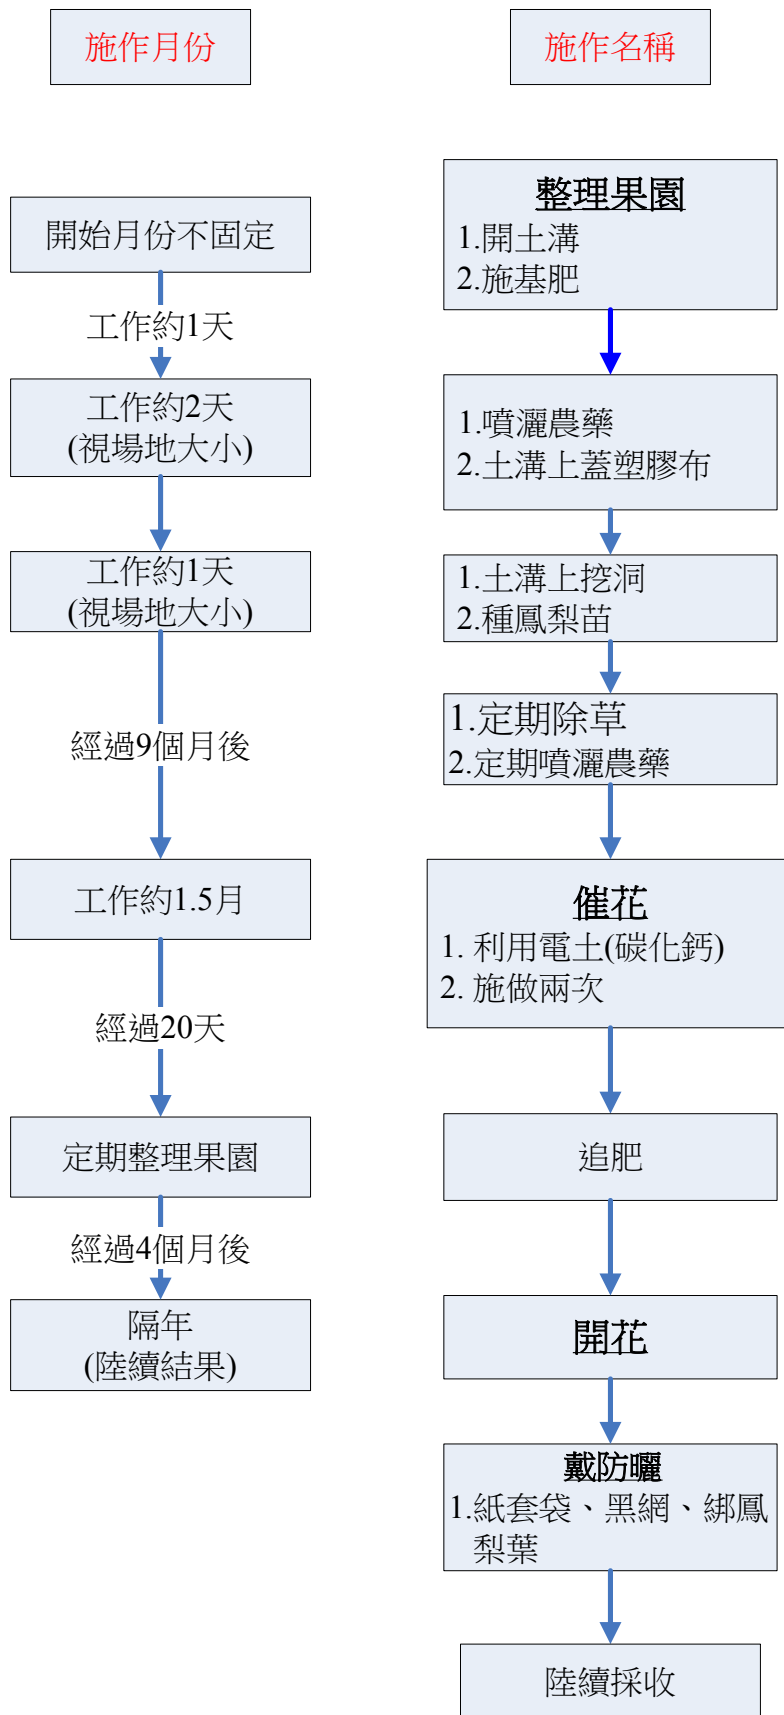 施作月份
施作名稱
開始月份不固定
工作約1天
工作約2天
(視場地大小)
工作約1天
(視場地大小)
經過9個月後
工作約1.5月
經過20天
定期整理果園
經過4個月後
隔年
(陸續結果)
整理果園
1.開土溝
2.施基肥
1.噴灑農藥
2.土溝上蓋塑膠布
1.土溝上挖洞
2.種鳳梨苗
1.定期除草
2.定期噴灑農藥
催花
1. 利用電土(碳化鈣)
2. 施做兩次
追肥
開花
戴防曬
1.紙套袋、黑網、綁鳳
梨葉
陸續採收